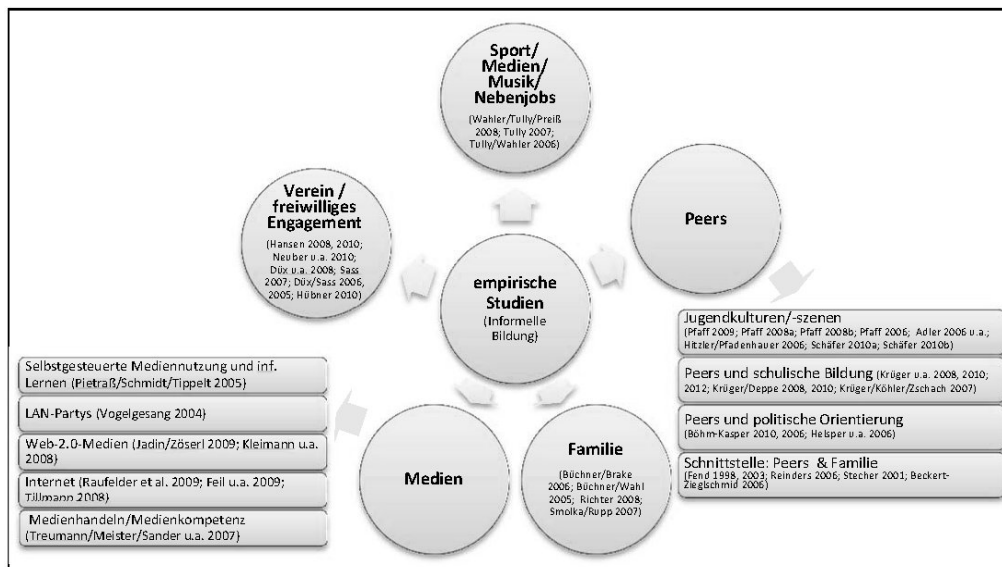 Sport/
Medien/
Musik/
Nebenjobs
(Wahler/Tully/Preiß
2008; Tully 2007;
Tully/Wahler 2006)
Verein /
freiwilliges
Engagement
(Hansen 2008, 2010;
Neuber u.a. 2010;
Düx u.a. 2008; Sass
2007; Düx/Sass 2006,
2005; Hübner 2010)
Peers
empirische
Studien
(Informelle
Bildung)
Jugendkulturen/-szenen
(Pfaff 2009; Pfaff 2008a; Pfaff 2008b; Pfaff 2006; Adler 2006 u.a.;
Hitzler/Pfadenhauer 2006; Schäfer 2010a; Schäfer 2010b)
Peers und schulische Bildung (Krüger u.a. 2008, 2010;
2012; Krüger/Deppe 2008, 2010; Krüger/Köhler/Zschach 2007)
Peers und politische Orientierung
(Böhm-Kasper 2010, 2006; Helsper u.a. 2006)
Schnittstelle: Peers & Familie
(Fend 1998, 2003; Reinders 2006; Stecher 2001; Beckert-
Zieglschmid 2006)
Selbstgesteuerte Mediennutzung und inf.
Lernen (Pietraß/Schmidt/Tippelt 2005)
LAN-Partys (Vogelgesang 2004)
Web-2.0-Medien (Jadin/Zöserl 2009; Kleimann u.a.
2008)
Internet (Raufelder et al. 2009; Feil u.a. 2009;
Tillmann 2008)
Medienhandeln/Medienkompetenz
(Treumann/Meister/Sander u.a. 2007)
Medien
Familie
(Büchner/Brake
2006; Büchner/Wahl
2005; Richter 2008;
Smolka/Rupp 2007)